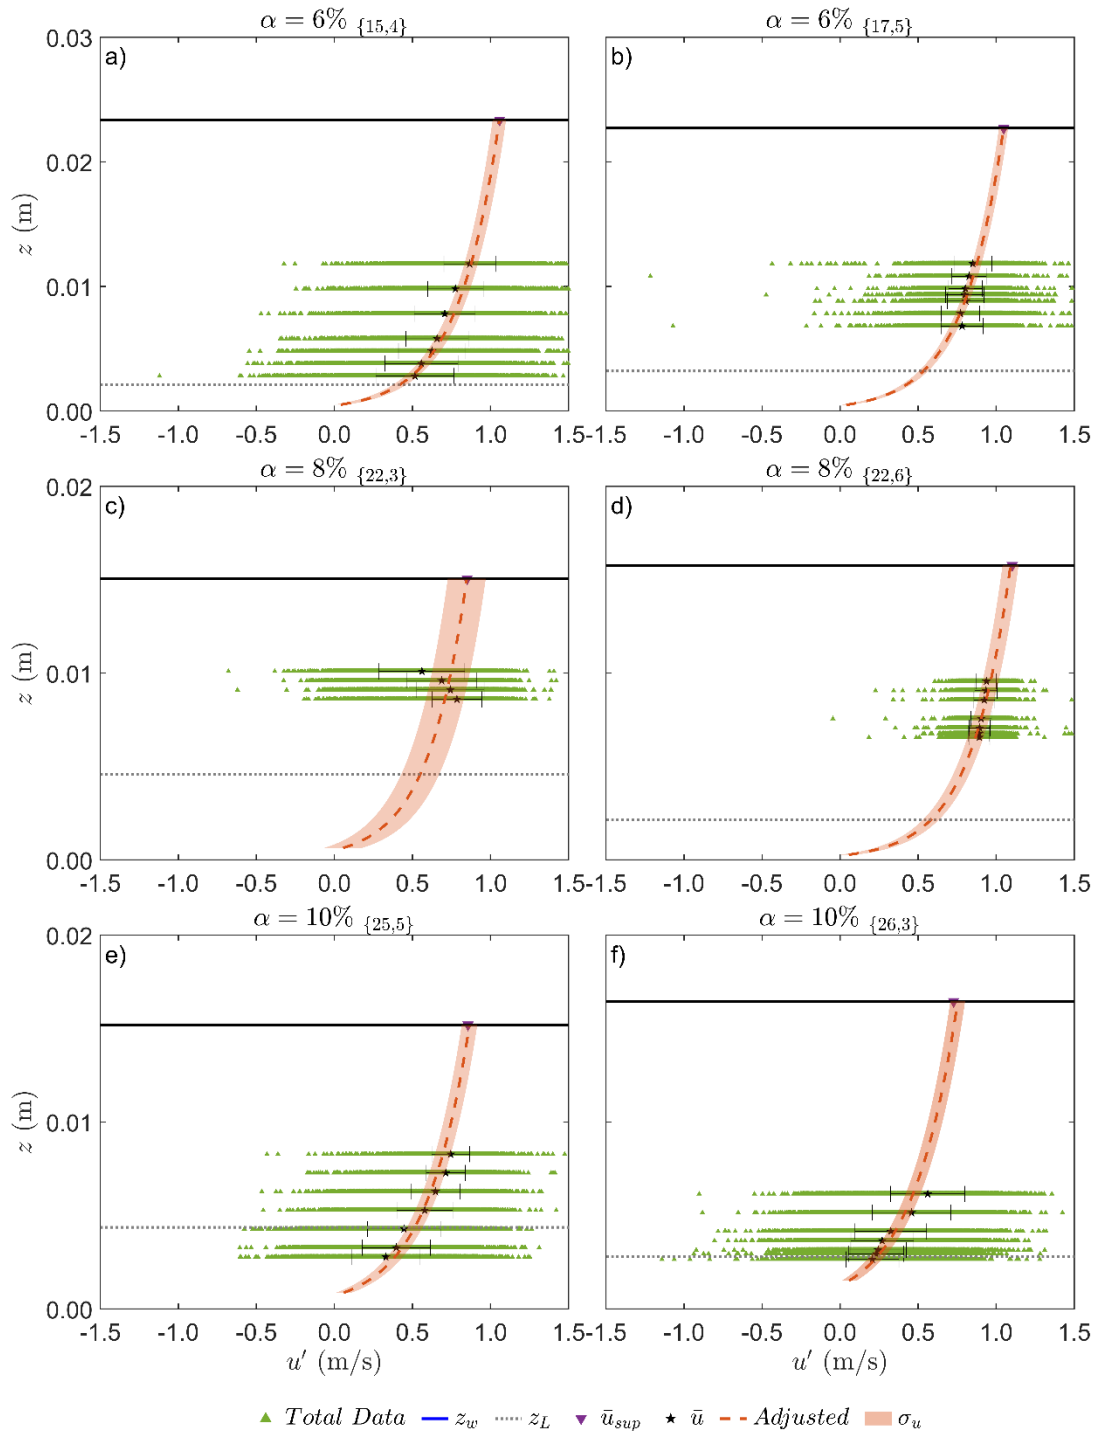 α = 6% {15,4}
α = 6% {17,5}
0.03
a)
b)
0.02
z (m)
0.01
0.00
-1.5 -1.0 -0.5 0.0 0.5 1.0 1.5
-1.5 -1.0 -0.5 0.0 0.5 1.0 1.5
α = 8% {22,3}
α = 8% {22,6}
0.02
c)
d)
z (m)
0.01
0.00
-1.5 -1.0 -0.5 0.0 0.5 1.0 1.5
-1.5 -1.0 -0.5 0.0 0.5 1.0 1.5
α = 10% {25,5}
α = 10% {26,3}
0.02
e)
f)
z (m)
0.01
0.00
-1.5 -1.0 -0.5 0.0 0.5 1.0 1.5
-1.5 -1.0 -0.5 0.0 0.5 1.0 1.5
u′ (m/s)
u′ (m/s)
Total Data z_w z_L ū_sup ū Adjusted σ_u